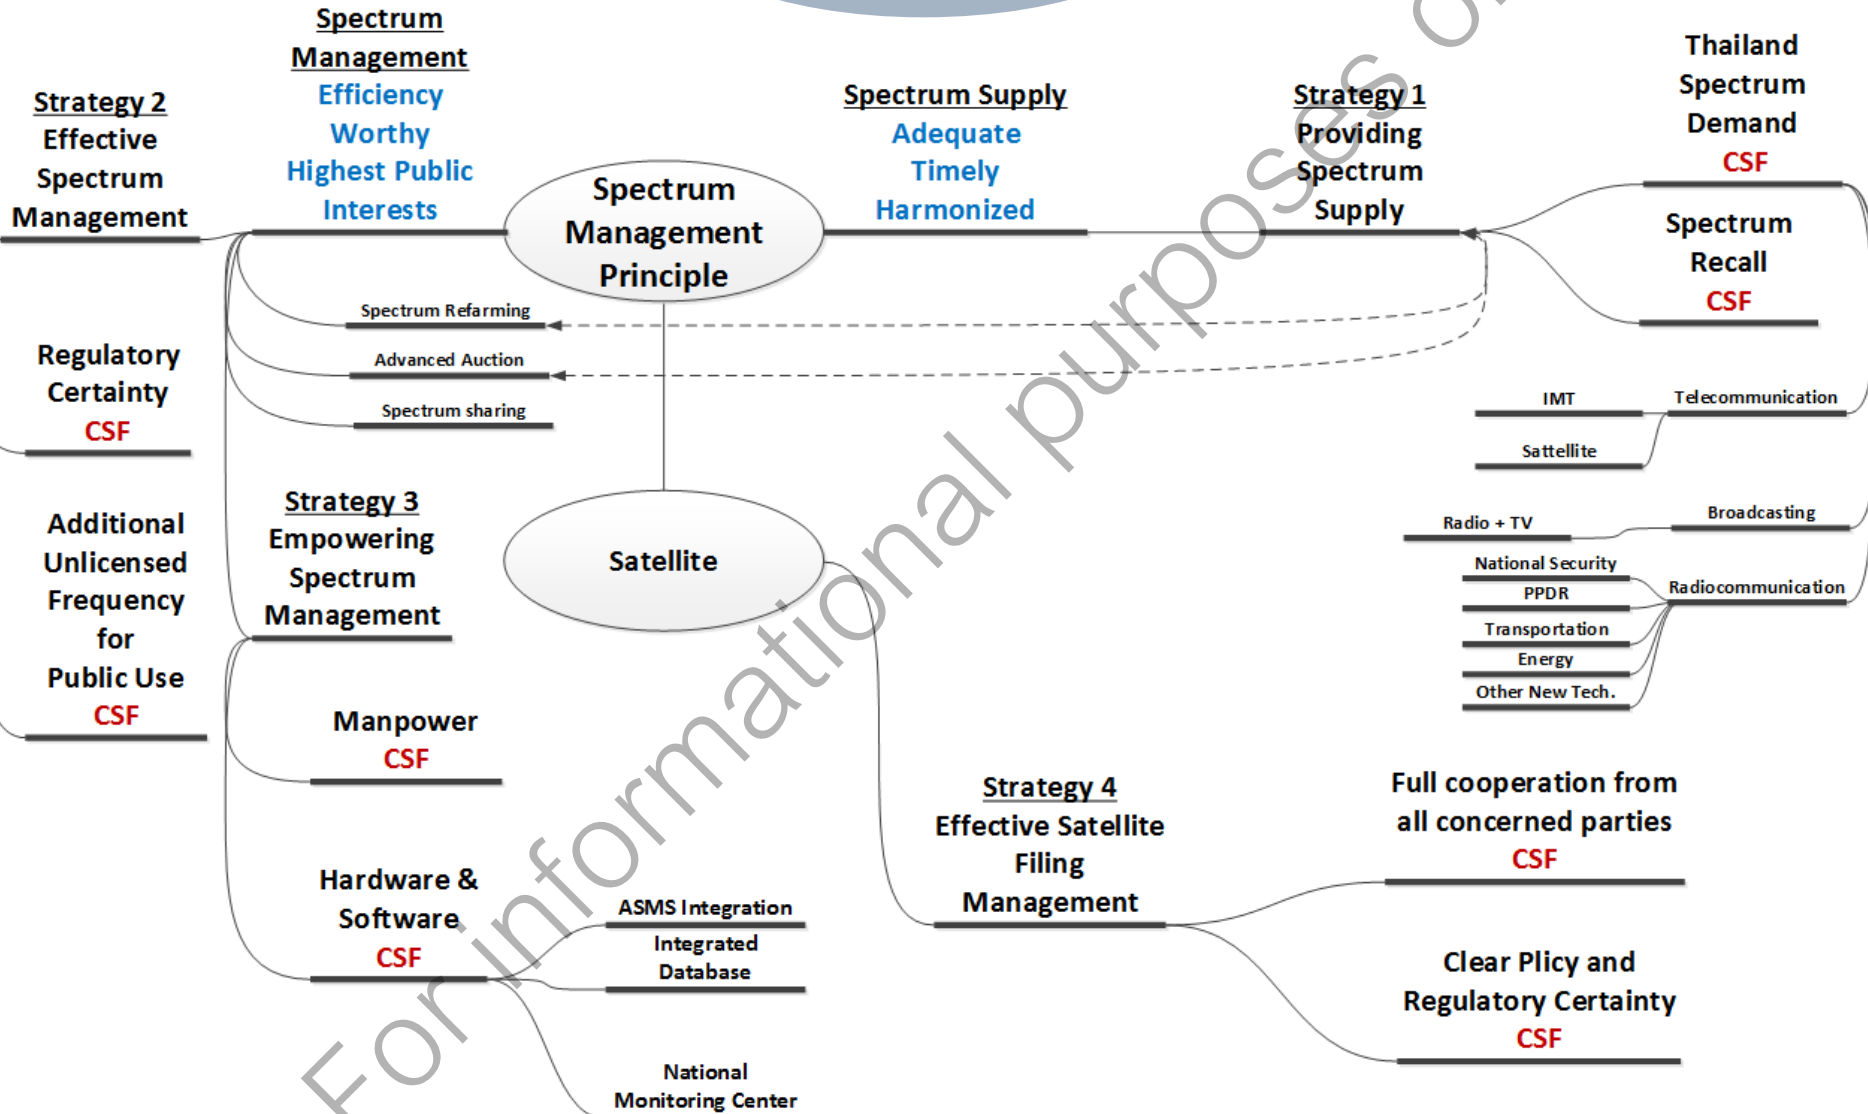 Spectrum
Management
Efficiency
Worthy
Highest Public
Interests
Strategy 2
Effective
Spectrum
Management
Spectrum Supply
Adequate
Timely
Harmonized
Strategy 1
Providing
Spectrum
Supply
Thailand
Spectrum
Demand
CSF
Spectrum
Recall
CSF
Spectrum
Management
Principle
Spectrum Refarming
Advanced Auction
Spectrum sharing
Regulatory
Certainty
CSF
Additional
Unlicensed
Frequency
for
Public Use
CSF
Strategy 3
Empowering
Spectrum
Management
Satellite
IMT
Telecommunication
Sattellite
Radio + TV
Broadcasting
National Security
PPDR
Radiocommunication
Transportation
Energy
Other New Tech.
Manpower
CSF
Hardware &
Software
CSF
ASMS Integration
Integrated
Database
National
Monitoring Center
Strategy 4
Effective Satellite
Filing
Management
Full cooperation from
all concerned parties
CSF
Clear Plicy and
Regulatory Certainty
CSF
For informational purposes